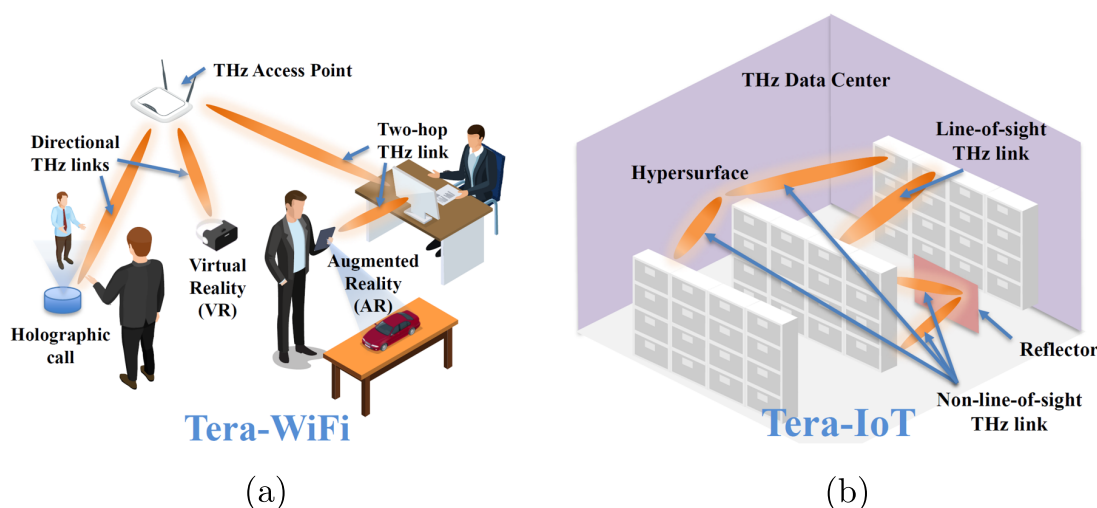 THz Access Point
Directional
THz links
Two-hop
THz link
Virtual
Reality
(VR)
Augmented
Reality
(AR)
Holographic
call
Tera-WiFi
(a)
THz Data Center
Line-of-sight
THz link
Hypersurface
Reflector
Non-line-of-sight
THz link
Tera-IoT
(b)